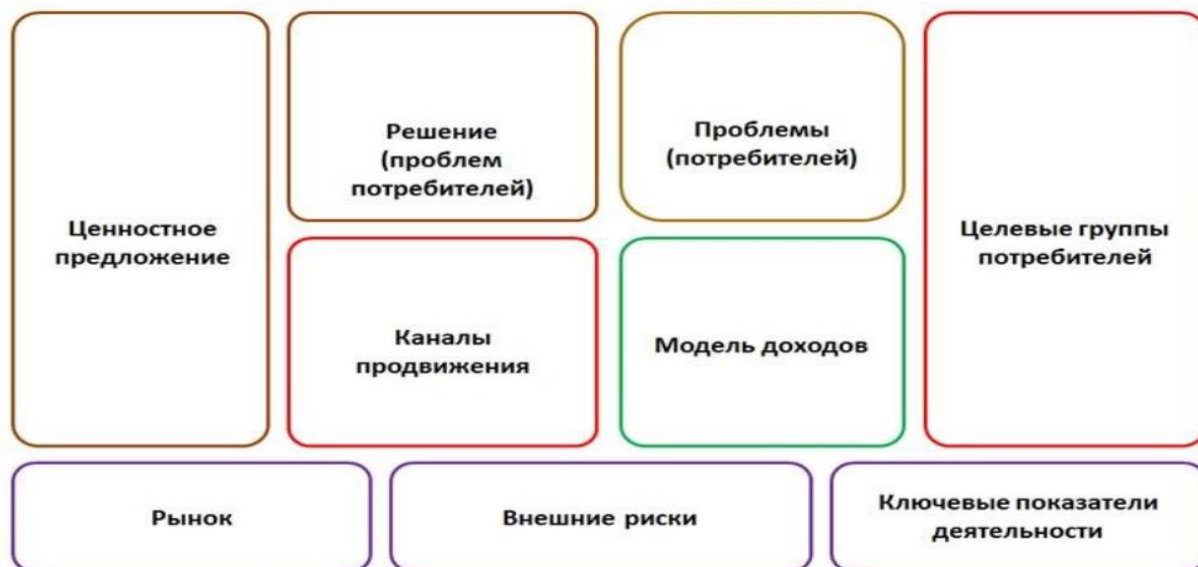 Ценностное
предложение
Решение
(проблем
потребителей)
Проблемы
(потребителей)
Целевые группы
потребителей
Каналы
продвижения
Модель доходов
Рынок
Внешние риски
Ключевые показатели
деятельности